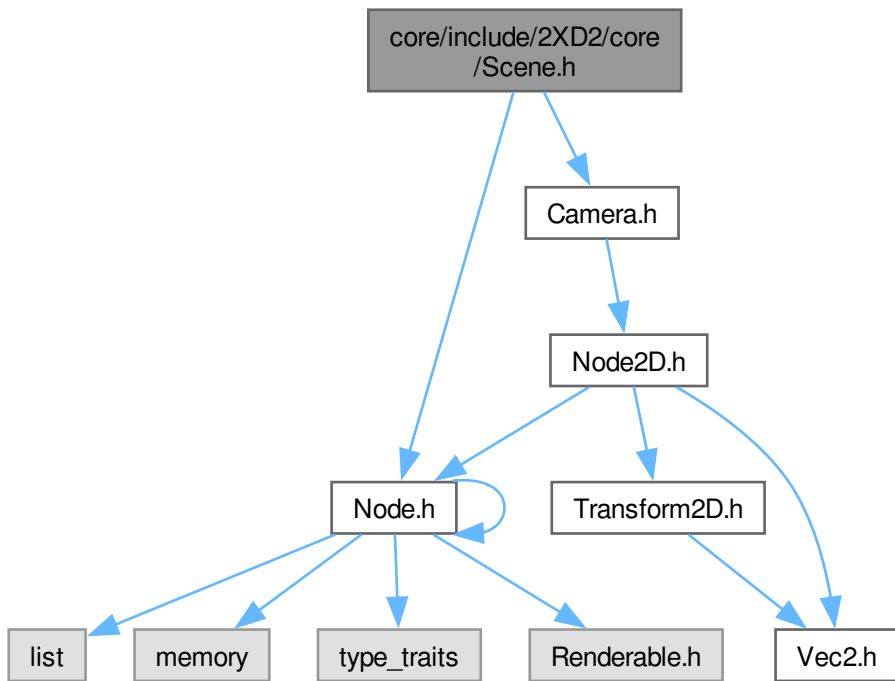 core/include/2XD2/core
/Scene.h
Camera.h
Node2D.h
Node.h
Transform2D.h
list
memory
type_traits
Renderable.h
Vec2.h